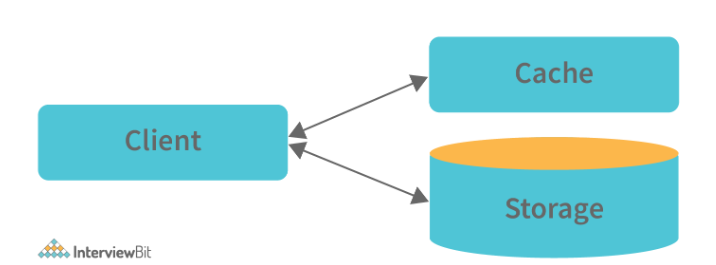 Cache
Client
Storage
InterviewBit